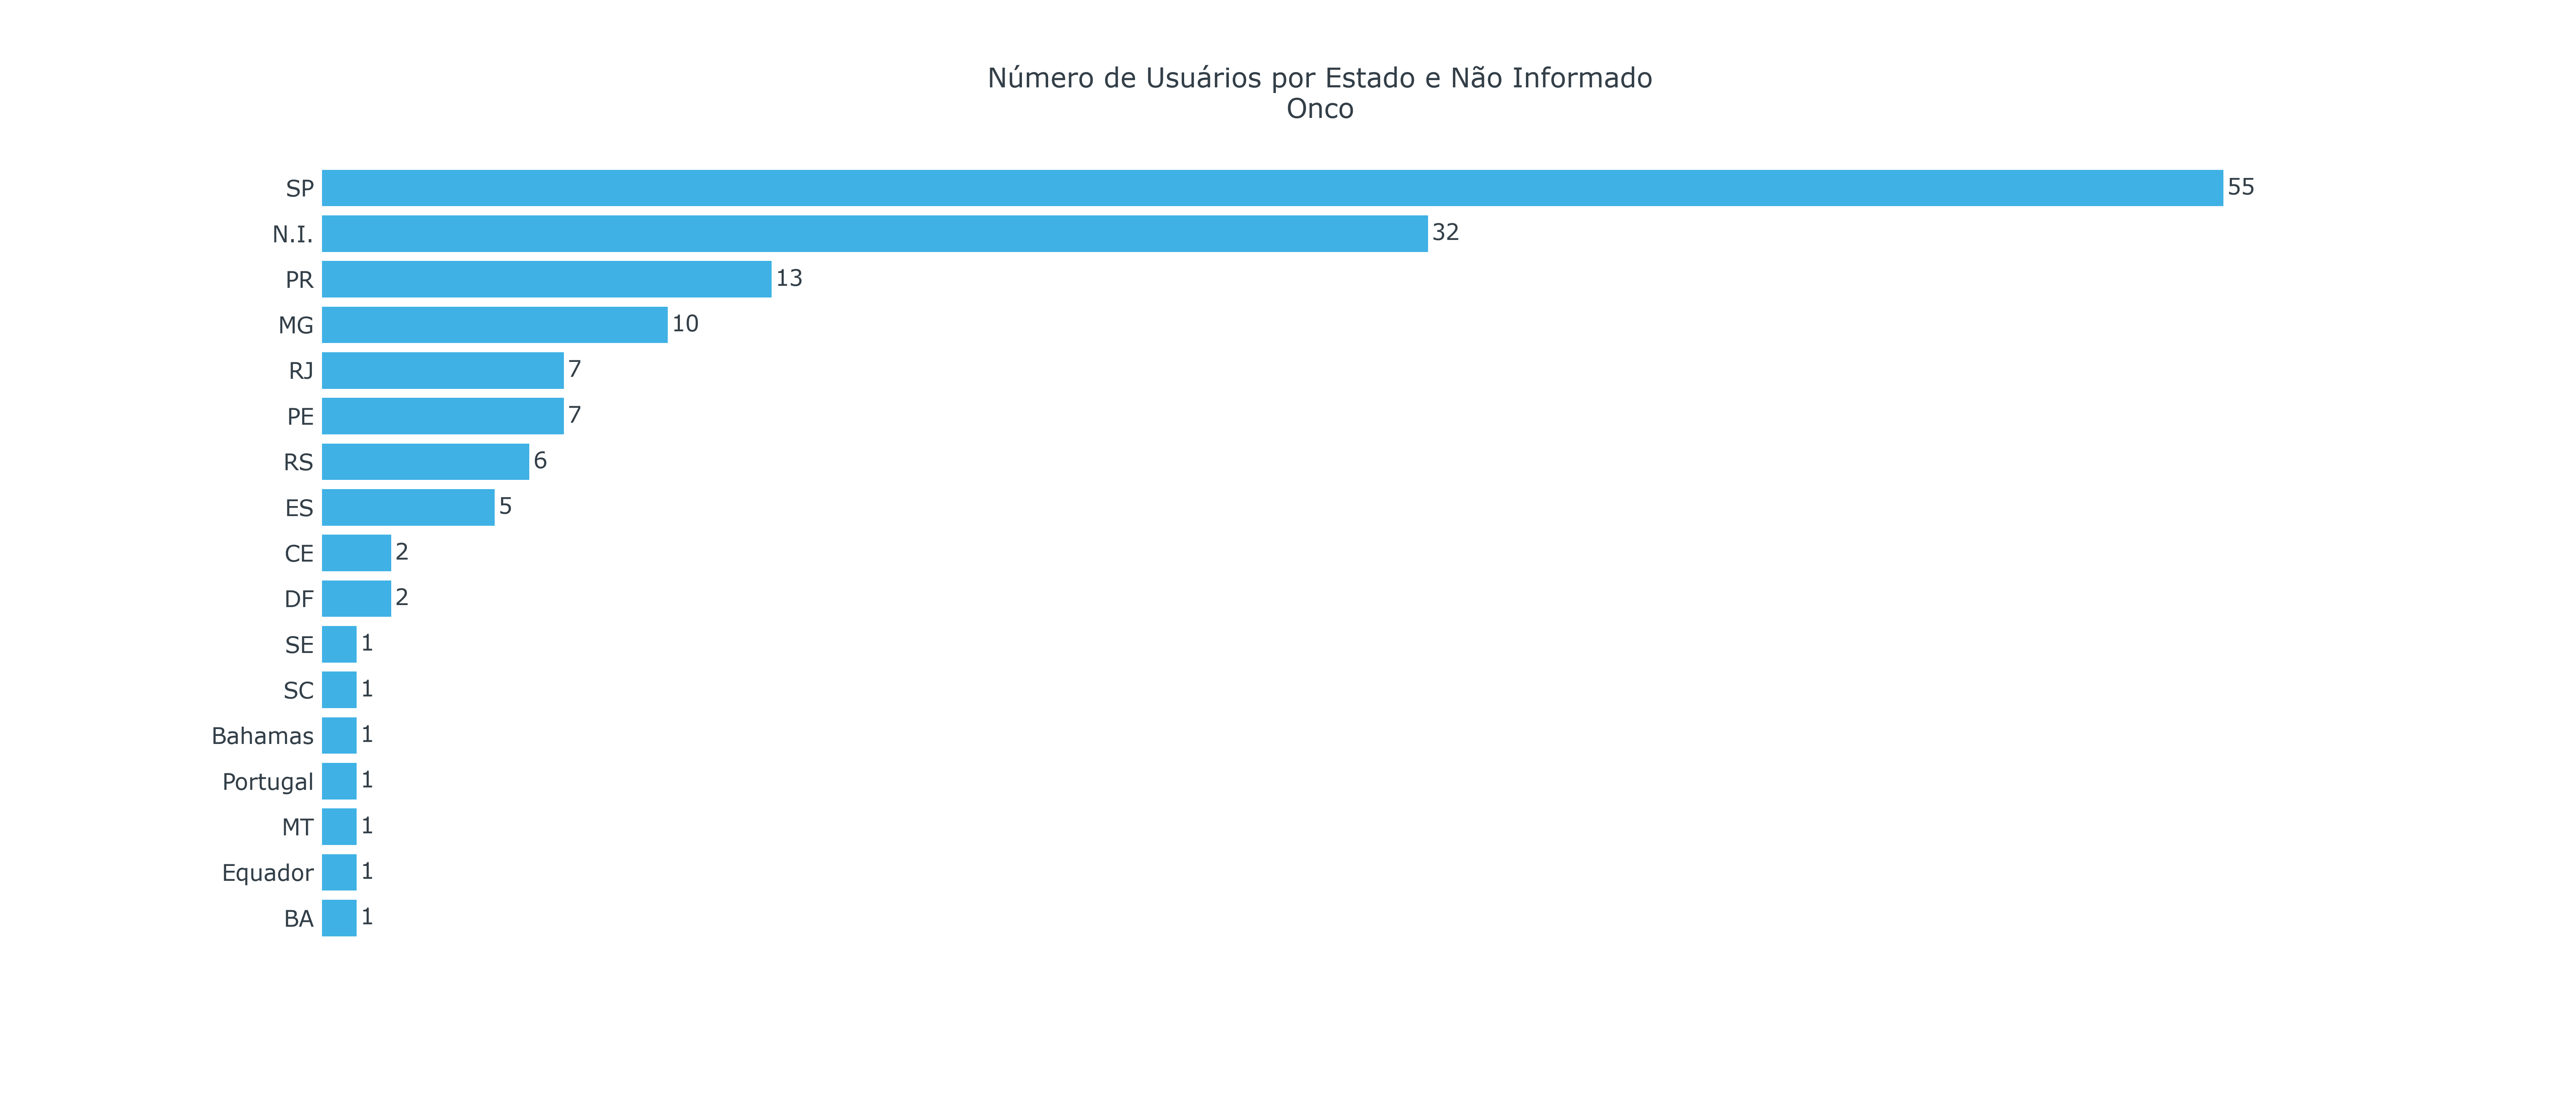 Número de Usuários por Estado e Não Informado
Onco
SP 55
N.I. 32
PR 13
MG 10
RJ 7
PE 7
RS 6
ES 5
CE 2
DF 2
SE 1
SC 1
Bahamas 1
Portugal 1
MT 1
Equador 1
BA 1